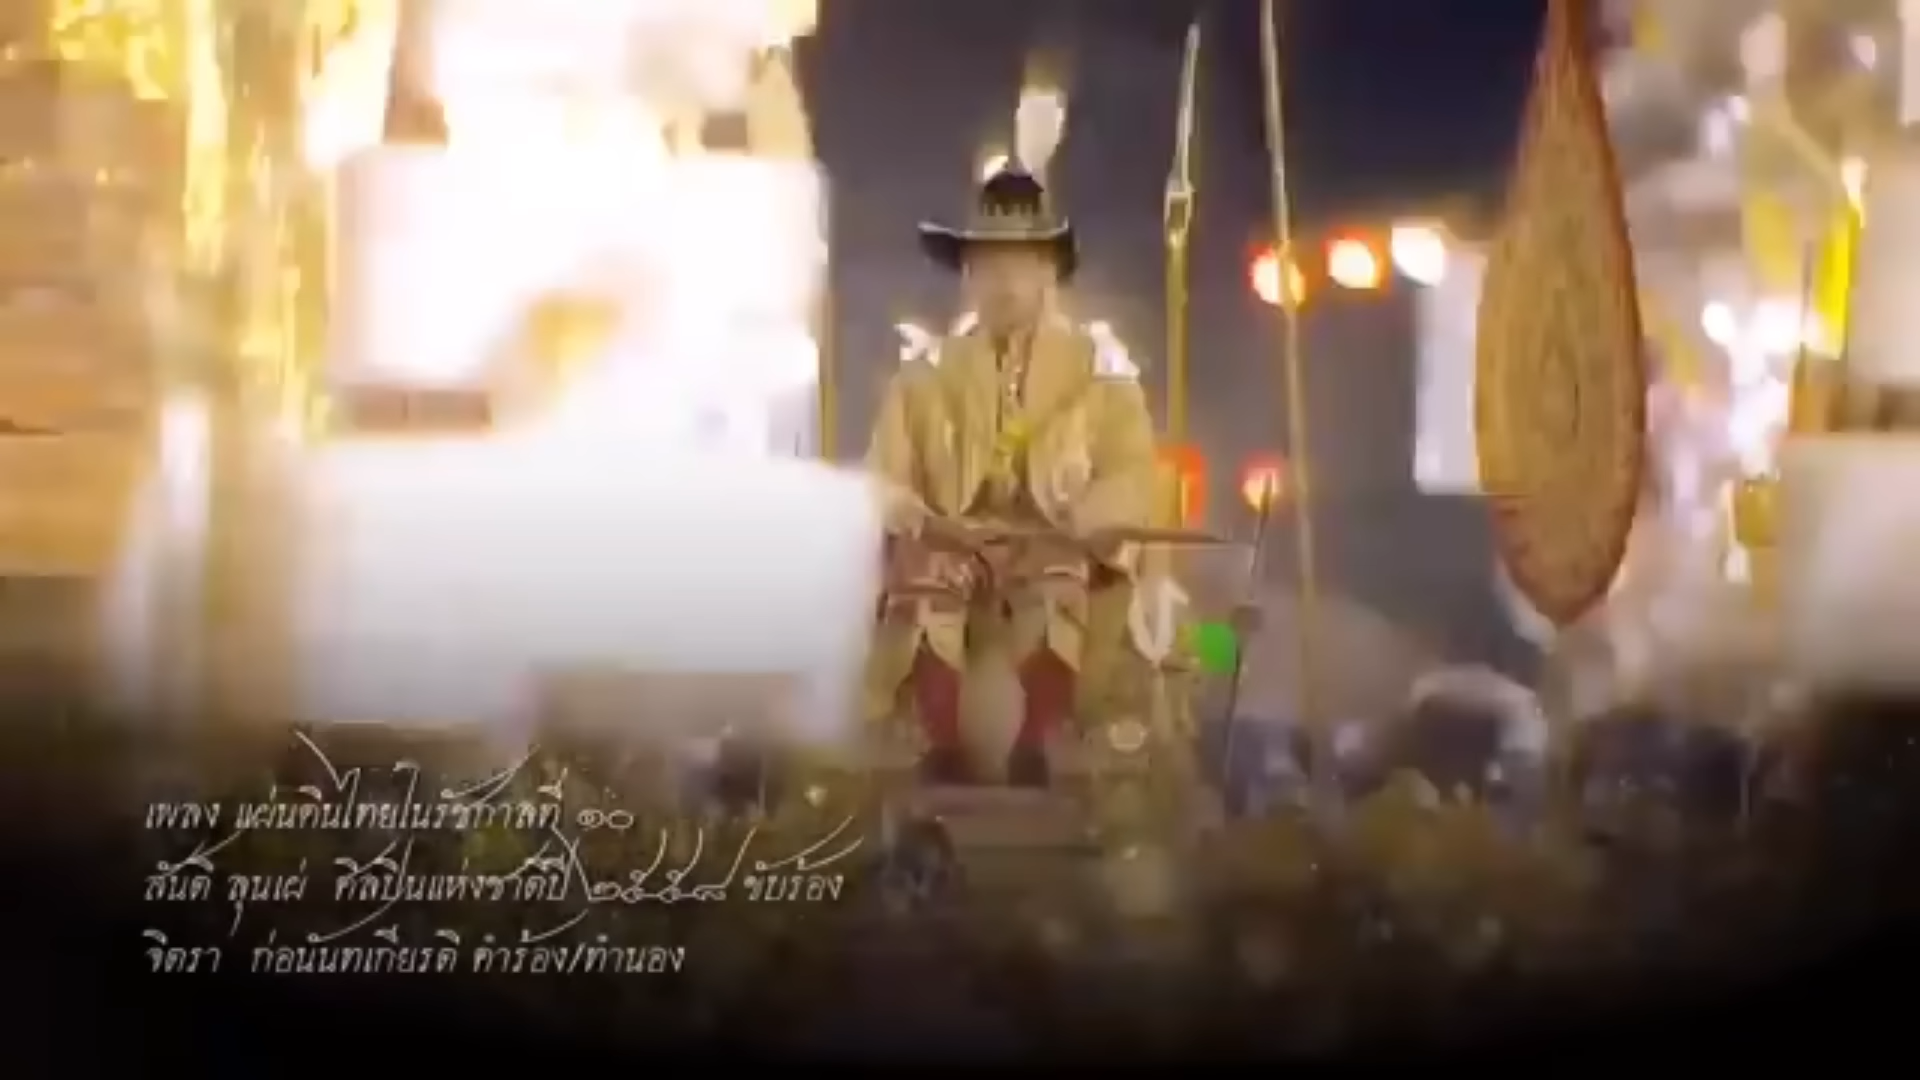 เพลง แผ่นดินไทยในรัชกาลที่ ๑๐
สันติ ลุนเผ่ ศิลปินแห่งชาติปี ๒๕๕๘ ขับร้อง
จิตรา ก่อนันทเกียรติ คำร้อง/ทำนอง